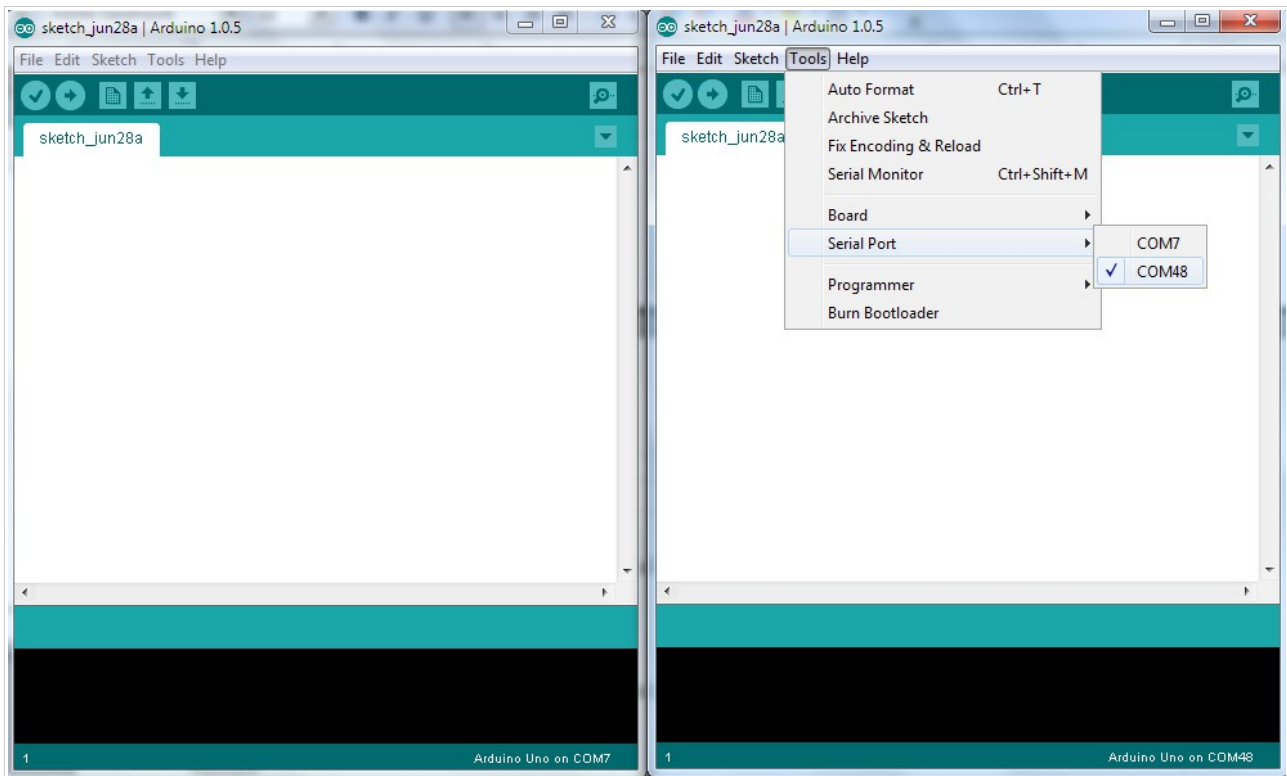 sketch_jun28a | Arduino 1.0.5
File Edit Sketch Tools Help
sketch_jun28a
1
Arduino Uno on COM7
sketch_jun28a | Arduino 1.0.5
File Edit Sketch Tools Help
sketch_jun28a
Auto Format Ctrl+T
Archive Sketch
Fix Encoding & Reload
Serial Monitor Ctrl+Shift+M
Board
Serial Port
COM7
COM48
Programmer
Burn Bootloader
1
Arduino Uno on COM48